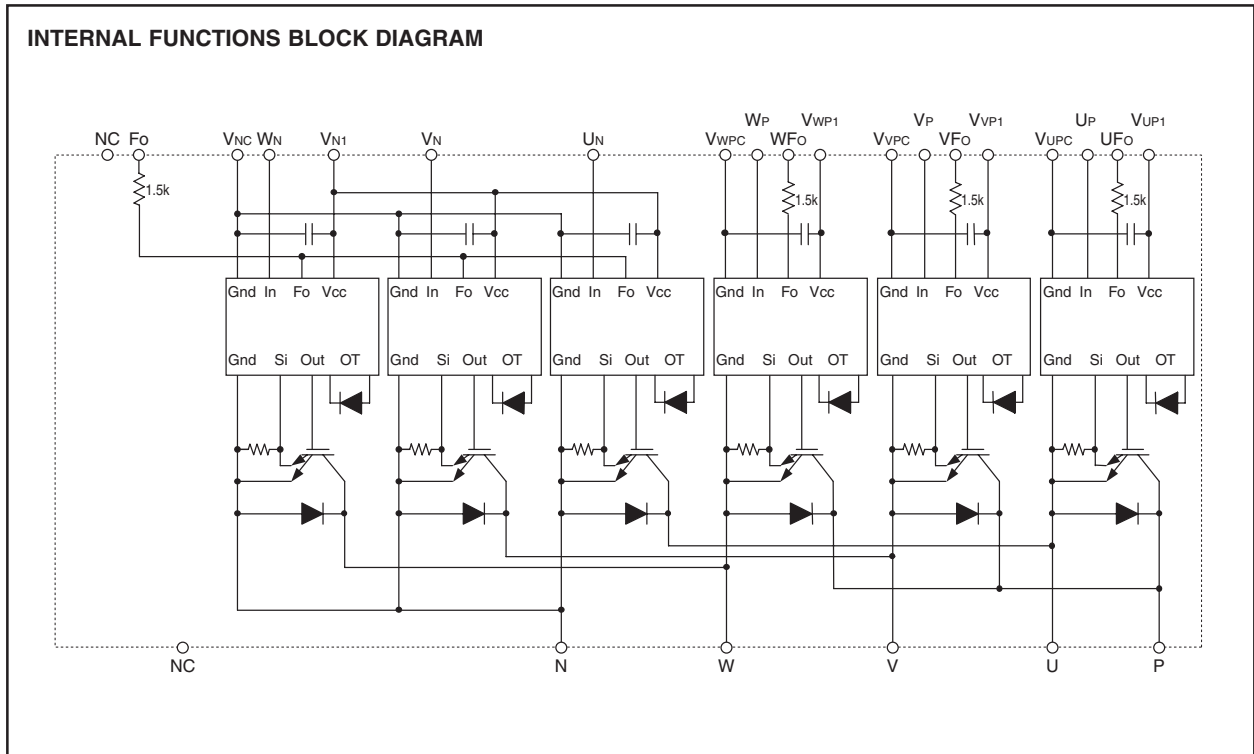 INTERNAL FUNCTIONS BLOCK DIAGRAM
WP VWP1 VP VVP1 UP VUP1
NC FO VNC WN VN1 VN UN VWPC WFO VVPC VFO VUPC UFO
1.5k 1.5k 1.5k 1.5k
Gnd In Fo Vcc Gnd In Fo Vcc Gnd In Fo Vcc Gnd In Fo Vcc Gnd In Fo Vcc Gnd In Fo Vcc
Gnd Si Out OT Gnd Si Out OT Gnd Si Out OT Gnd Si Out OT Gnd Si Out OT Gnd Si Out OT
NC N W V U P